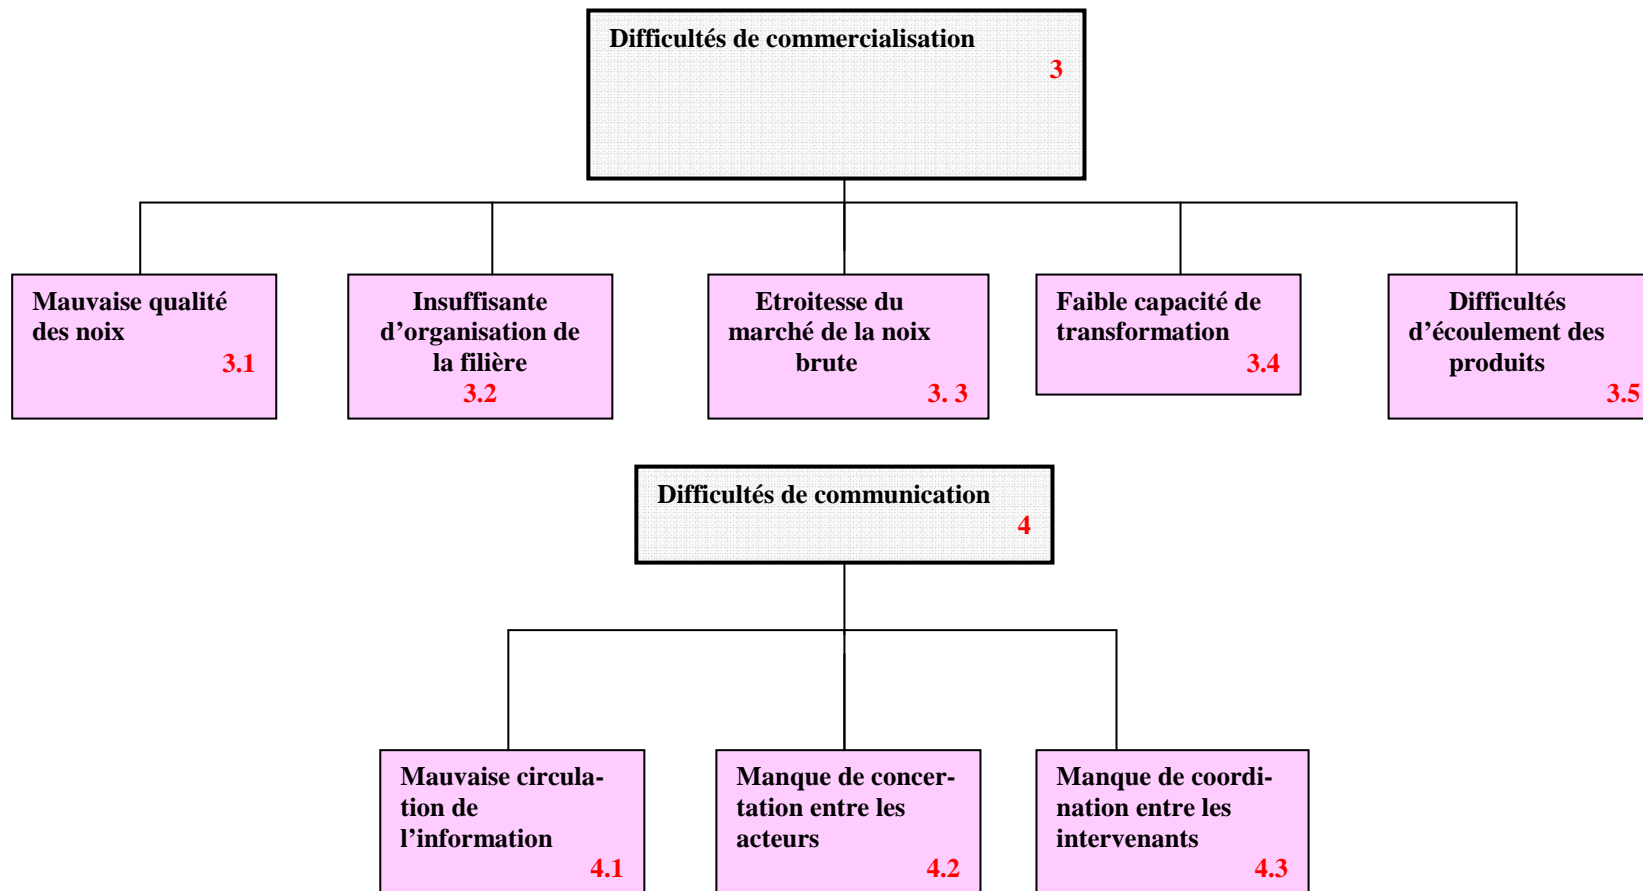 Difficultés de commercialisation
3
Mauvaise qualité
des noix
3.1
Insuffisante
d’organisation de
la filière
3.2
Etroitesse du
marché de la noix
brute
3. 3
Faible capacité de
transformation
3.4
Difficultés
d’écoulement des
produits
3.5
Difficultés de communication
4
Mauvaise circula-
tion de
l’information
4.1
Manque de concer-
tation entre les
acteurs
4.2
Manque de coordi-
nation entre les
intervenants
4.3